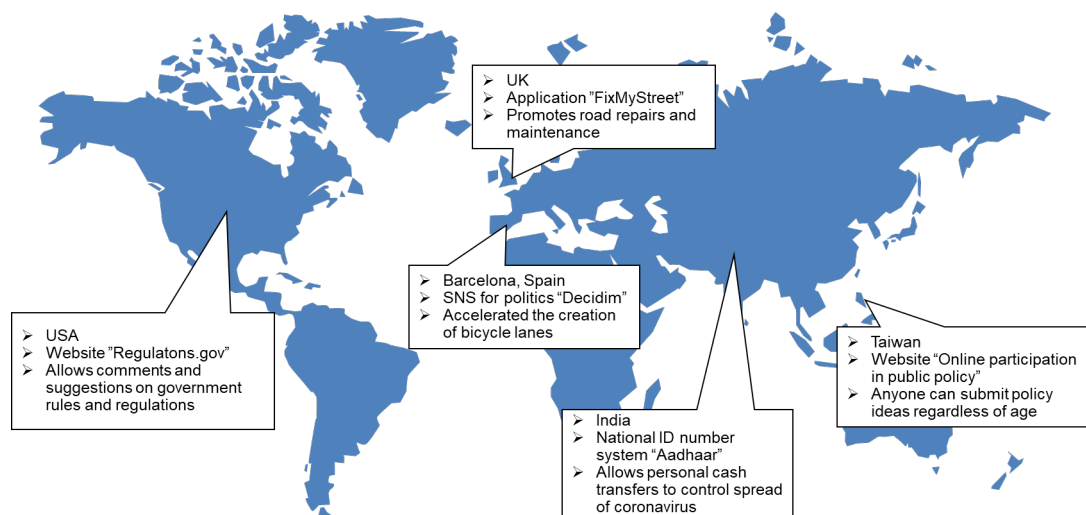 ➢ UK
➢ Application ”FixMyStreet”
➢ Promotes road repairs and
maintenance
➢ Barcelona, Spain
➢ SNS for politics “Decidim”
➢ Accelerated the creation
of bicycle lanes
➢ USA
➢ Website ”Regulatons.gov”
➢ Allows comments and
suggestions on government
rules and regulations
➢ India
➢ National ID number
system “Aadhaar”
➢ Allows personal cash
transfers to control spread
of coronavirus
➢ Taiwan
➢ Website “Online participation
in public policy”
➢ Anyone can submit policy
ideas regardless of age